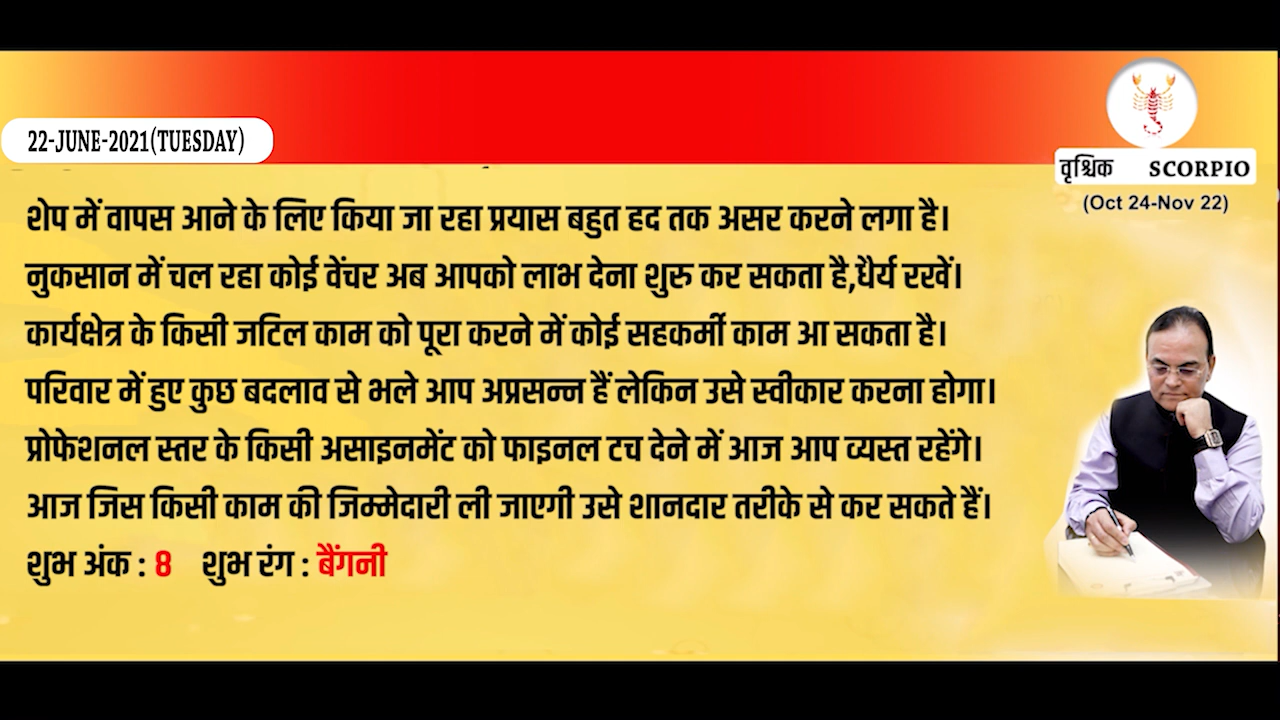 22-JUNE-2021(TUESDAY)
वृश्चिक SCORPIO
(Oct 24-Nov 22)
शेप में वापस आने के लिए किया जा रहा प्रयास बहुत हद तक असर करने लगा है।
नुकसान में चल रहा कोई वेंचर अब आपको लाभ देना शुरु कर सकता है,धैर्य रखें।
कार्यक्षेत्र के किसी जटिल काम को पूरा करने में कोई सहकर्मी काम आ सकता है।
परिवार में हुए कुछ बदलाव से भले आप अप्रसन्न हैं लेकिन उसे स्वीकार करना होगा।
प्रोफेशनल स्तर के किसी असाइनमेंट को फाइनल टच देने में आज आप व्यस्त रहेंगे।
आज जिस किसी काम की जिम्मेदारी ली जाएगी उसे शानदार तरीके से कर सकते हैं।
शुभ अंक : 8 शुभ रंग : बैंगनी